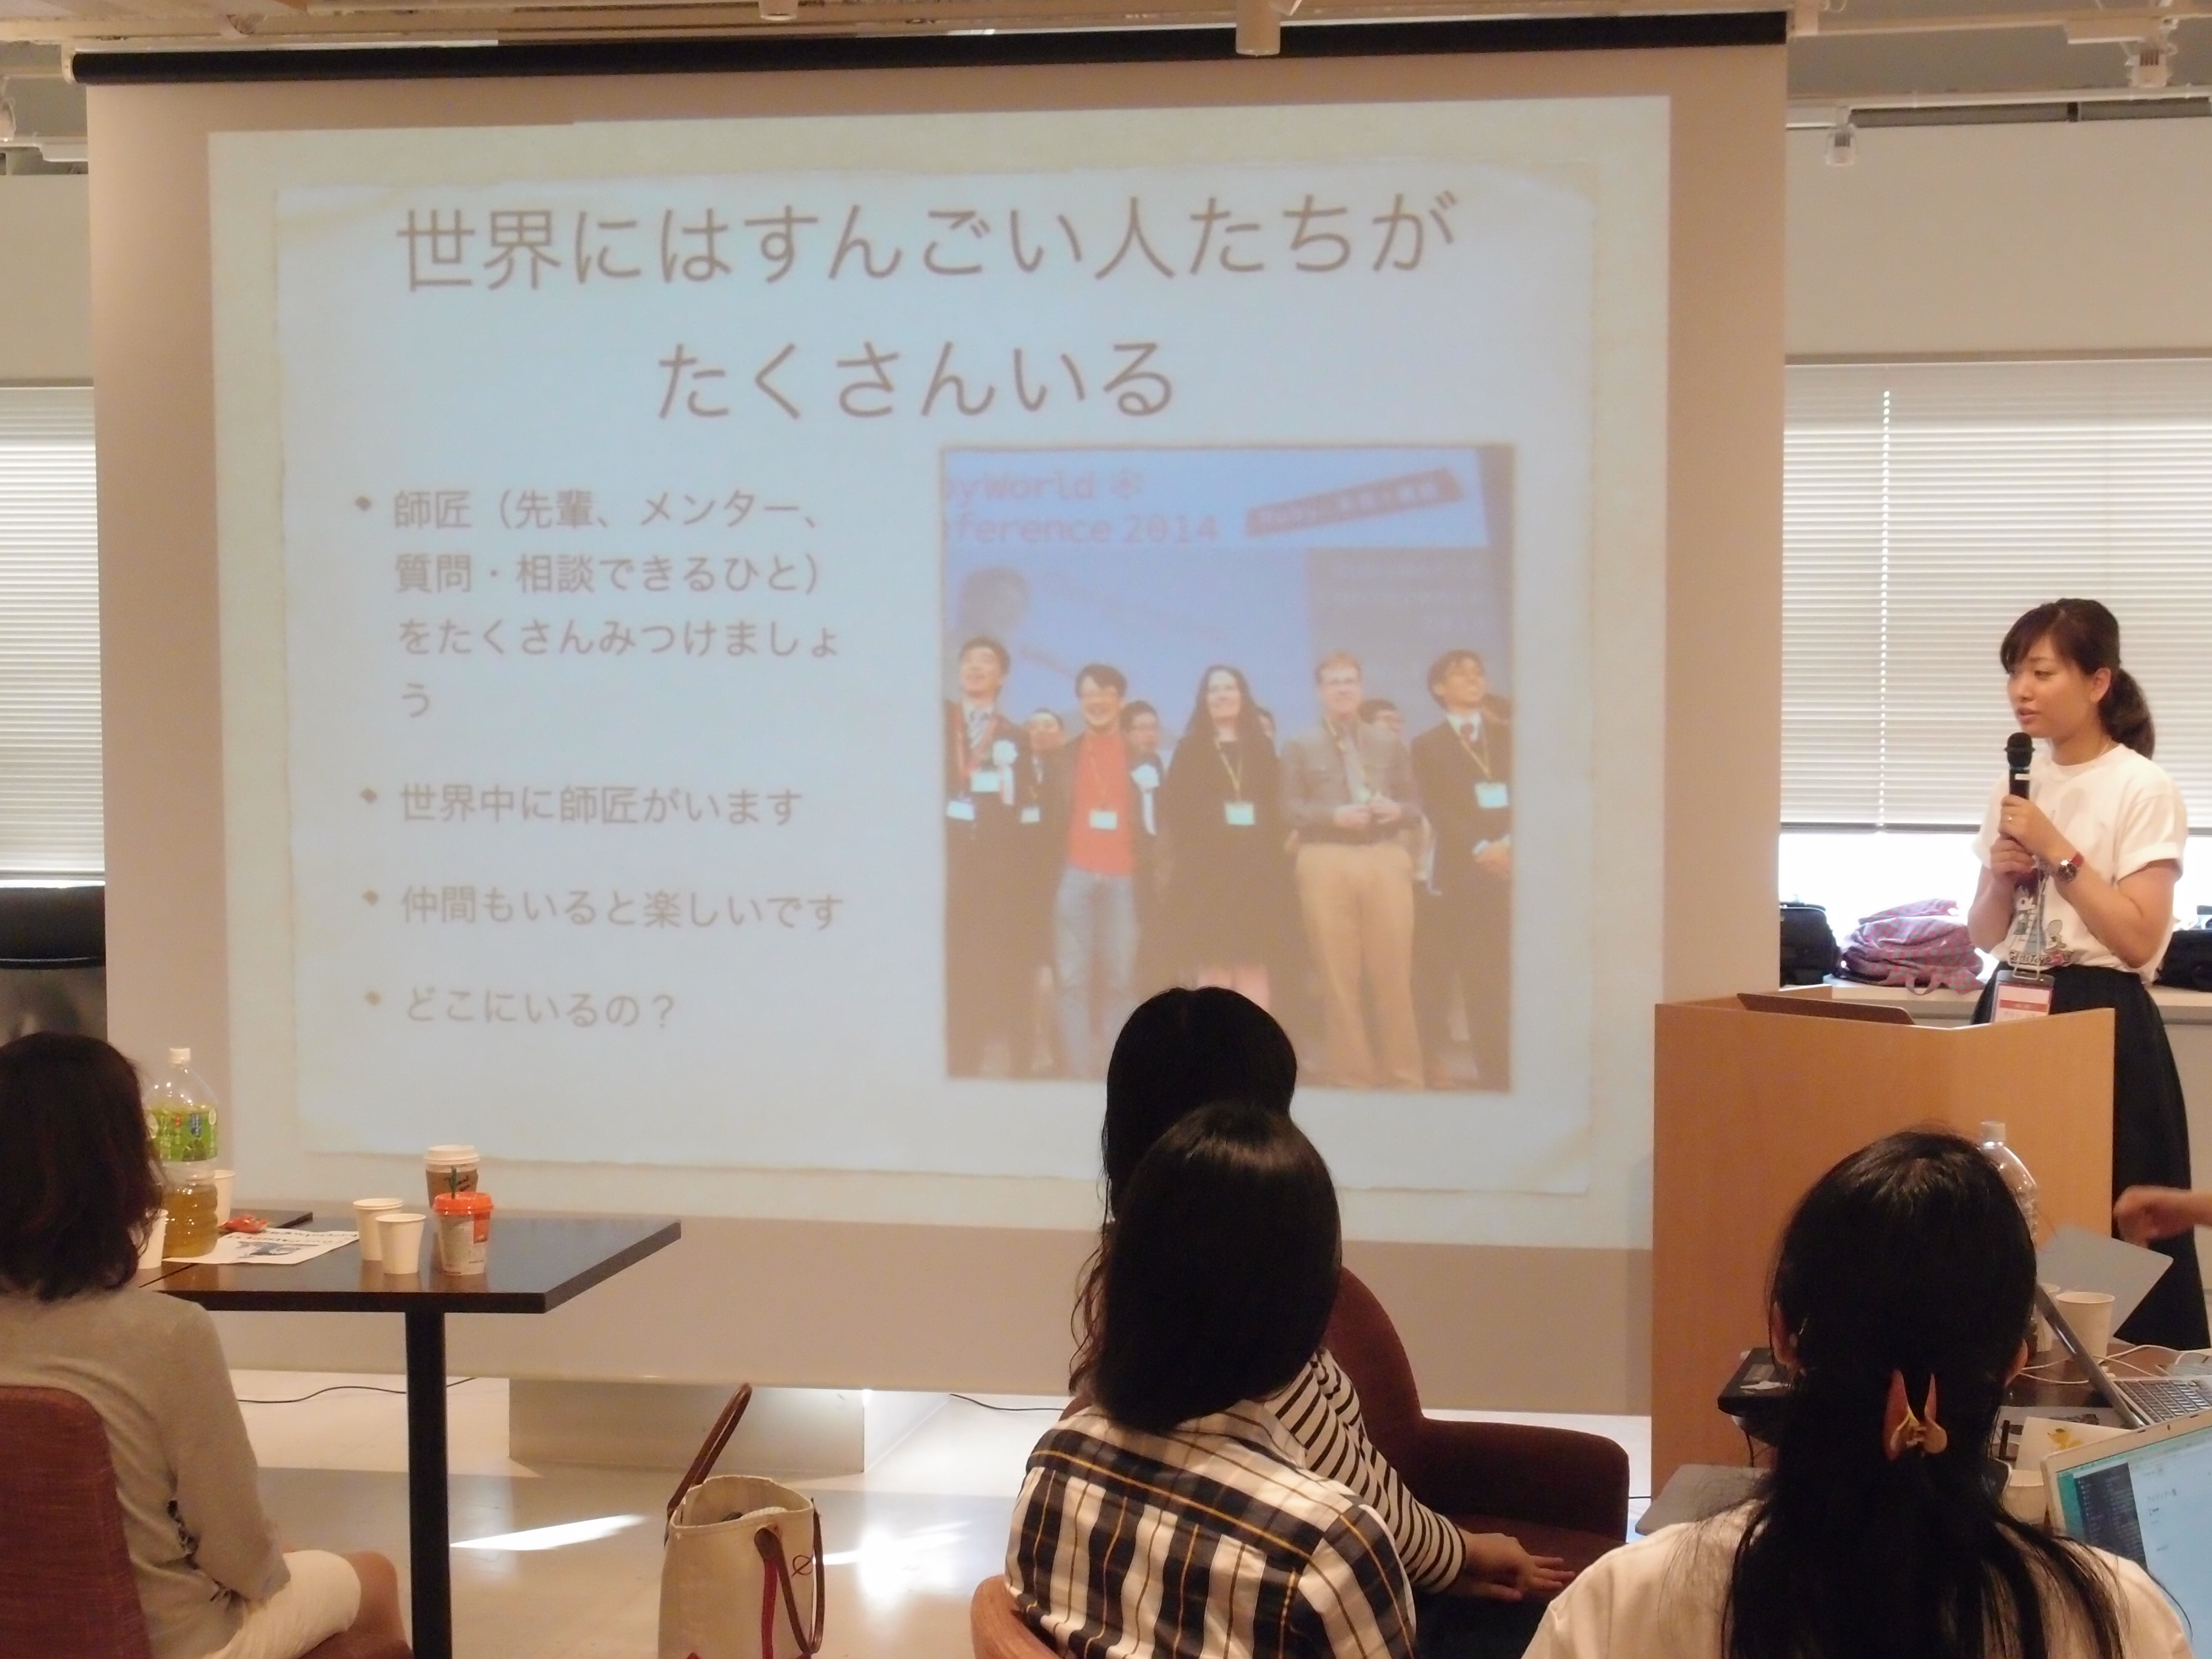 世界にはすんごい人たちが
たくさんいる
師匠（先輩、メンター、
質問・相談できるひと）
をたくさんみつけましょ
う
世界中に師匠がいます
仲間もいると楽しいです
どこにいるの？
byWorld
ference 2014